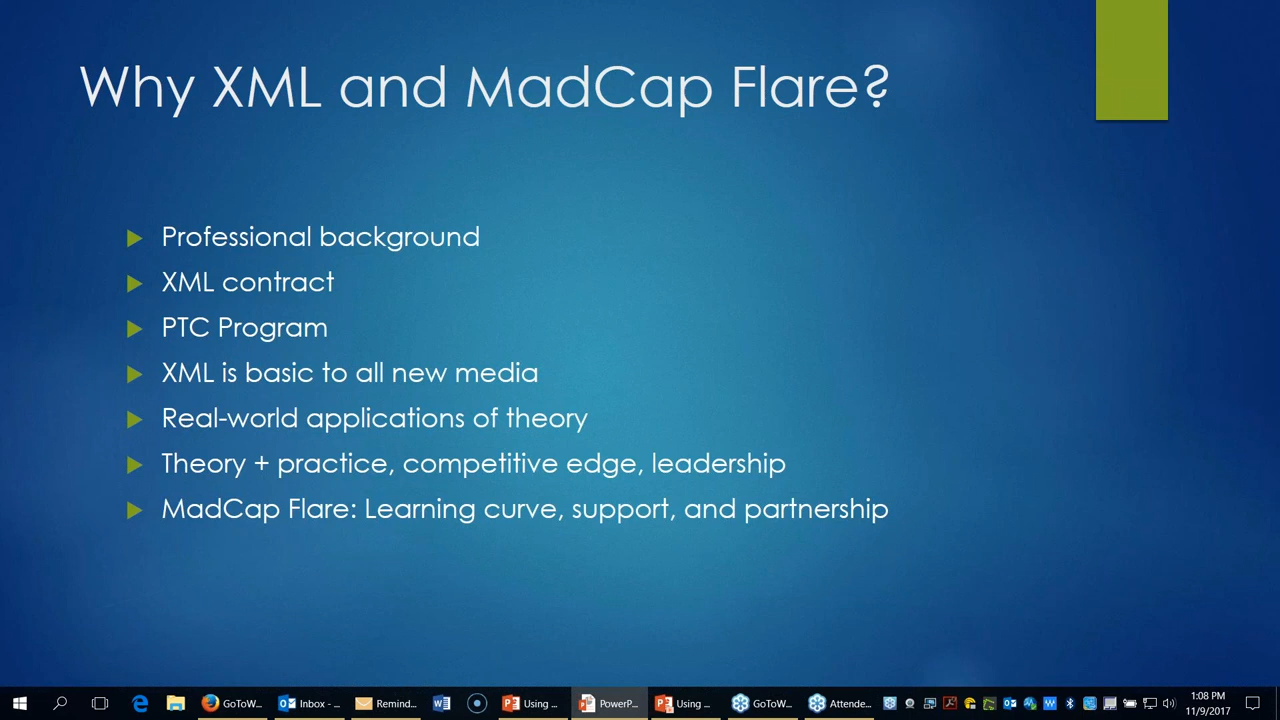 Why XML and MadCap Flare?
Professional background
XML contract
PTC Program
XML is basic to all new media
Real-world applications of theory
Theory + practice, competitive edge, leadership
MadCap Flare: Learning curve, support, and partnership
GoToW... Inbox - ... Remind... Using ... PowerP... Using ... GoToW... Attende...
1:08 PM
11/9/2017